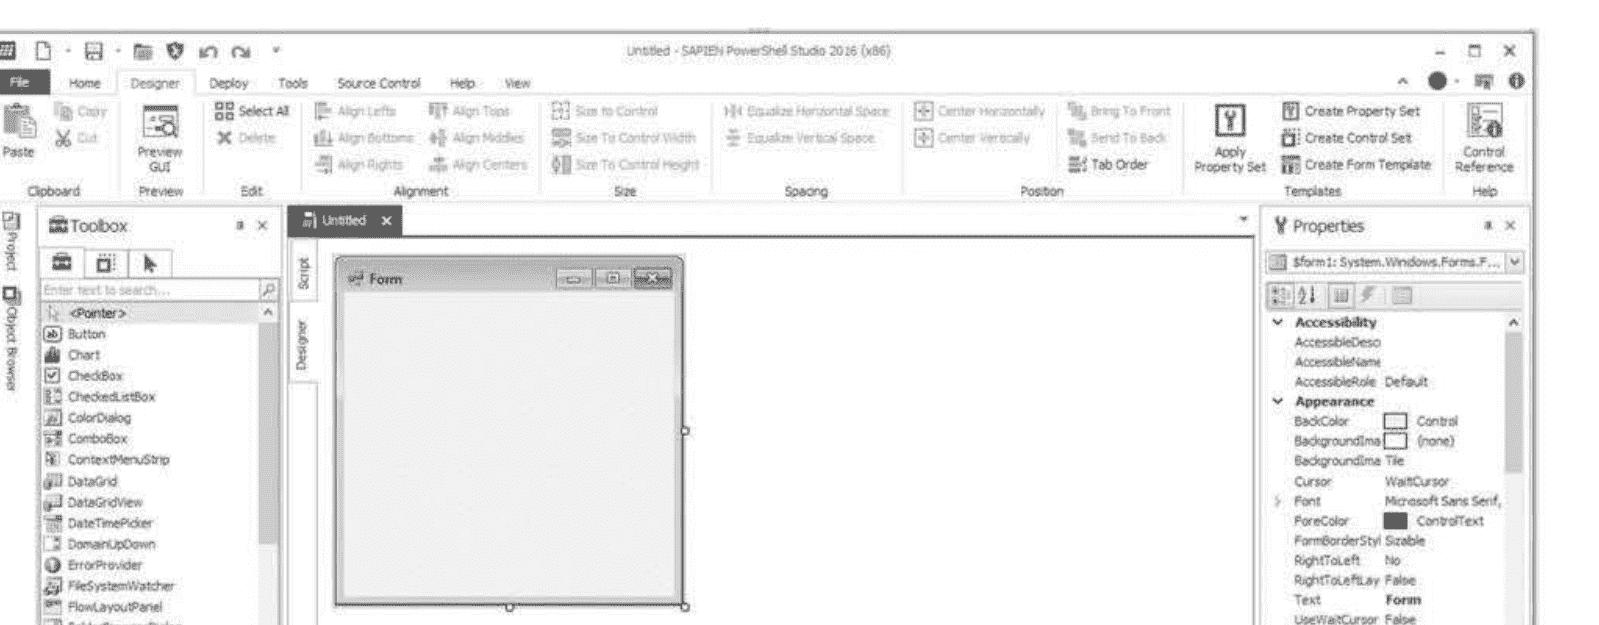 Untitled - SAPIEN PowerShell Studio 2016 (x86)
File Home Designer Deploy Tools Source Control Help View
Paste Copy Cut
Preview GUI
Select All Delete
Align Lefts Align Tops
Align Bottoms Align Middles
Align Rights Align Centers
Size to Control
Size To Control Width
Size To Control Height
Equalize Horizontal Space
Equalize Vertical Space
Center Horizontally Bring To Front
Center Vertically Send To Back
Tab Order
Apply Property Set
Create Property Set
Create Control Set
Create Form Template
Control Reference
Clipboard Preview Edit Alignment Size Spacing Position Templates Help
Project
Object Browser
Toolbox
Enter text to search...
<Pointer>
Button
Chart
CheckBox
CheckedListBox
ColorDialog
ComboBox
ContextMenuStrip
DataGrid
DataGridView
DateTimePicker
DomainUpDown
ErrorProvider
FileSystemWatcher
FlowLayoutPanel
Untitled
Script
Designer
Form
Properties
$form1: System.Windows.Forms.F...
Accessibility
AccessibleDesc
AccessibleName
AccessibleRole Default
Appearance
BackColor Control
BackgroundIma (none)
BackgroundIma Tile
Cursor WaitCursor
Font Microsoft Sans Serif,
ForeColor ControlText
FormBorderStyl Sizable
RightToLeft No
RightToLeftLay False
Text Form
UseWaitCursor False